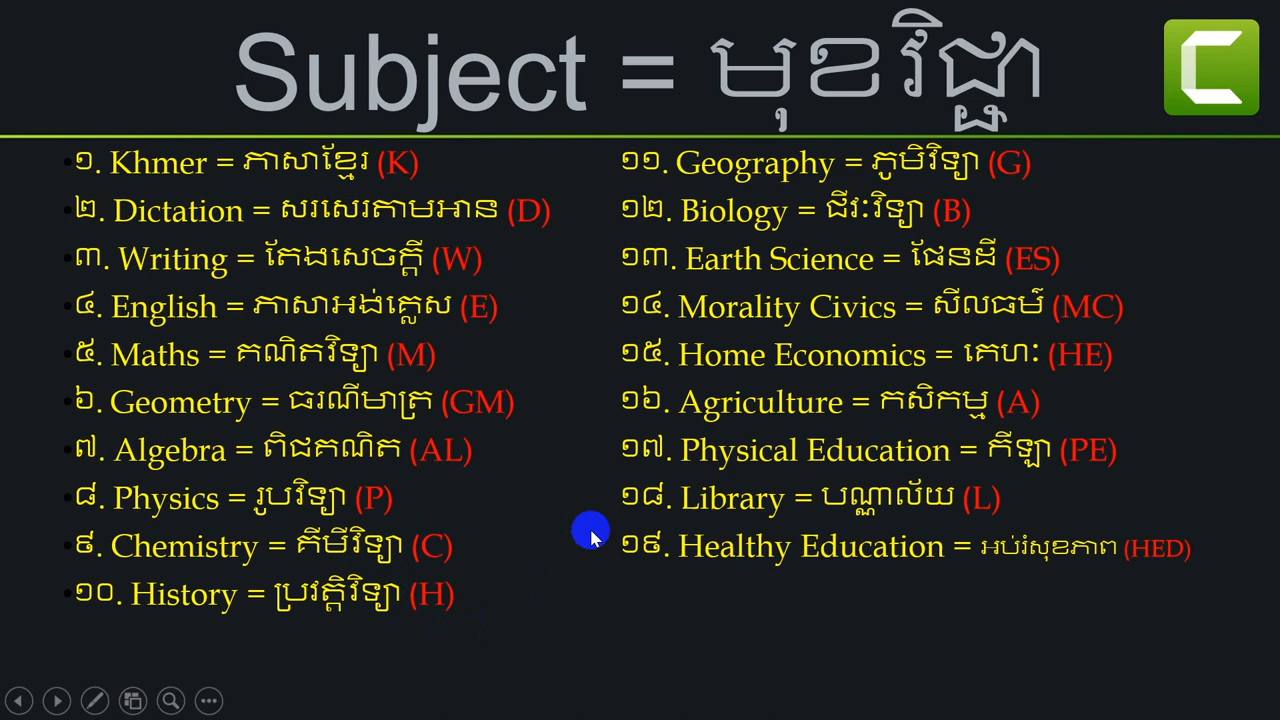 Subject = មុខវិជ្ជា
១. Khmer = ភាសាខ្មែរ (K)
២. Dictation = សរសេរតាមអាន (D)
៣. Writing = តែងសេចក្តី (W)
៤. English = ភាសាអង់គ្លេស (E)
៥. Maths = គណិតវិទ្យា (M)
៦. Geometry = ធរណីមាត្រ (GM)
៧. Algebra = ពិជគណិត (AL)
៨. Physics = រូបវិទ្យា (P)
៩. Chemistry = គីមីវិទ្យា (C)
១០. History = ប្រវត្តិវិទ្យា (H)
១១. Geography = ភូមិវិទ្យា (G)
១២. Biology = ជីវៈវិទ្យា (B)
១៣. Earth Science = ផែនដី (ES)
១៤. Morality Civics = សីលធម៌ (MC)
១៥. Home Economics = គេហៈ (HE)
១៦. Agriculture = កសិកម្ម (A)
១៧. Physical Education = កីឡា (PE)
១៨. Library = បណ្ណាល័យ (L)
១៩. Healthy Education = អប់រំសុខភាព (HED)